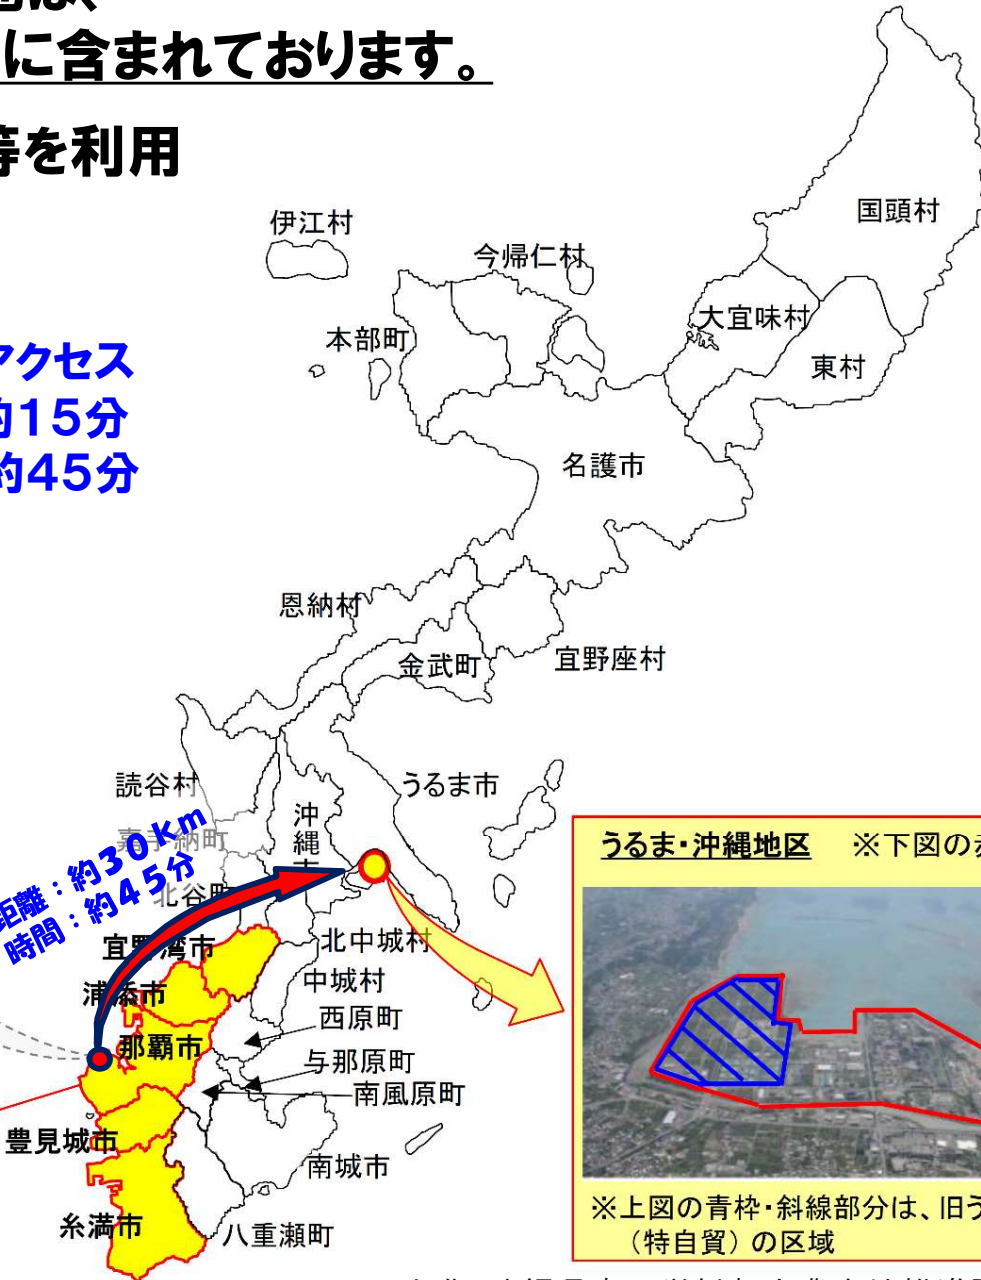 に含まれております。
等を利用
アクセス
約15分
約45分
伊江村
今帰仁村
国頭村
大宜味村
本部町
東村
名護市
恩納村
金武町
宜野座村
読谷村
うるま市
沖縄市
嘉手納町
距離：約30km
時間：約45分
北谷町
宜野湾市
北中城村
浦添市
中城村
西原町
那覇市
与那原町
南風原町
豊見城市
南城市
糸満市
八重瀬町
うるま・沖縄地区 ※下図の
※上図の青枠・斜線部分は、旧う
（特自貿）の区域